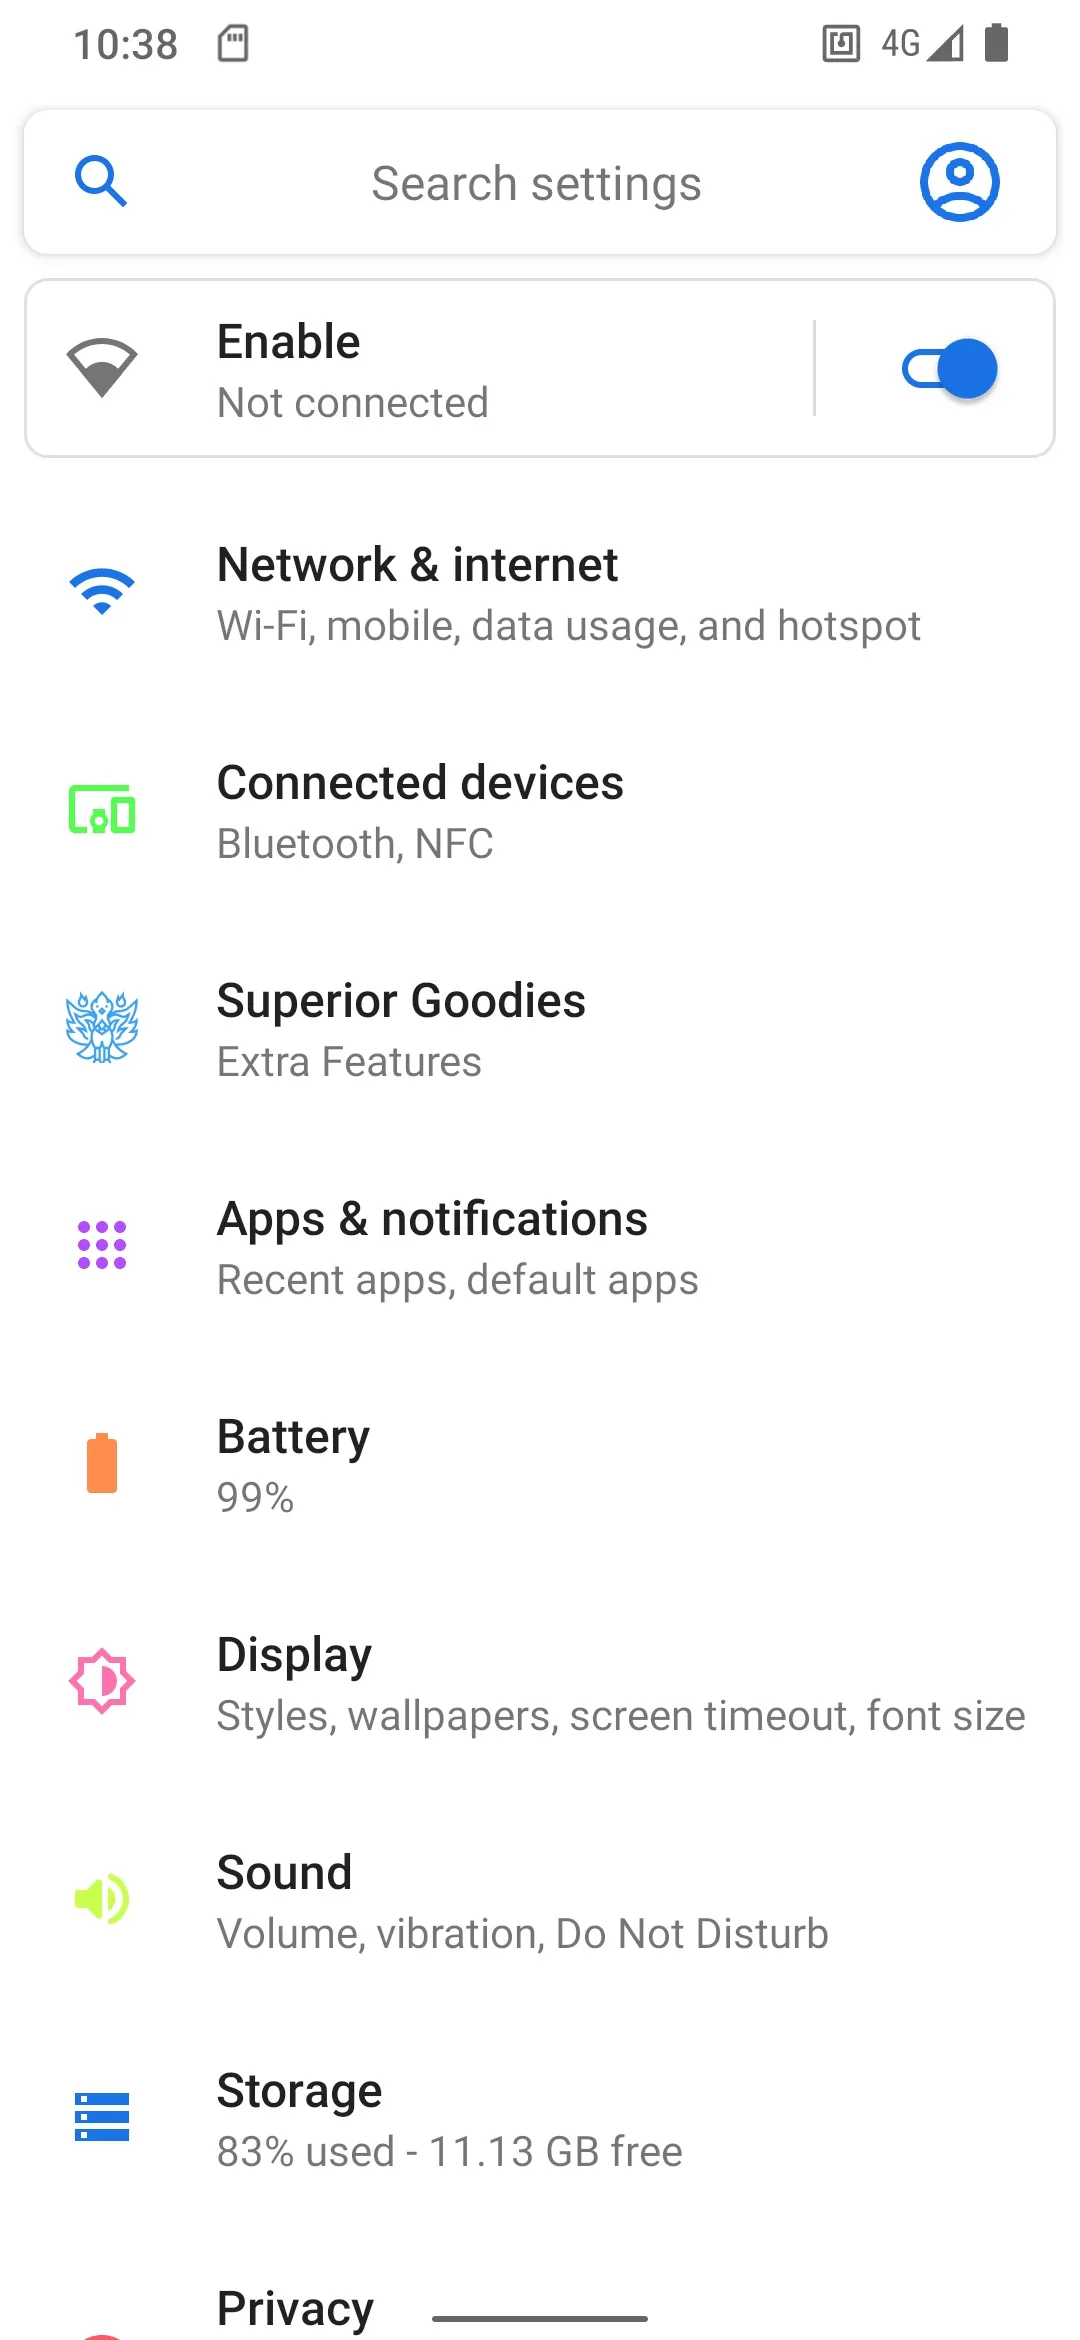 10:38 4G
Search settings
Enable
Not connected
Network & internet
Wi-Fi, mobile, data usage, and hotspot
Connected devices
Bluetooth, NFC
Superior Goodies
Extra Features
Apps & notifications
Recent apps, default apps
Battery
99%
Display
Styles, wallpapers, screen timeout, font size
Sound
Volume, vibration, Do Not Disturb
Storage
83% used - 11.13 GB free
Privacy